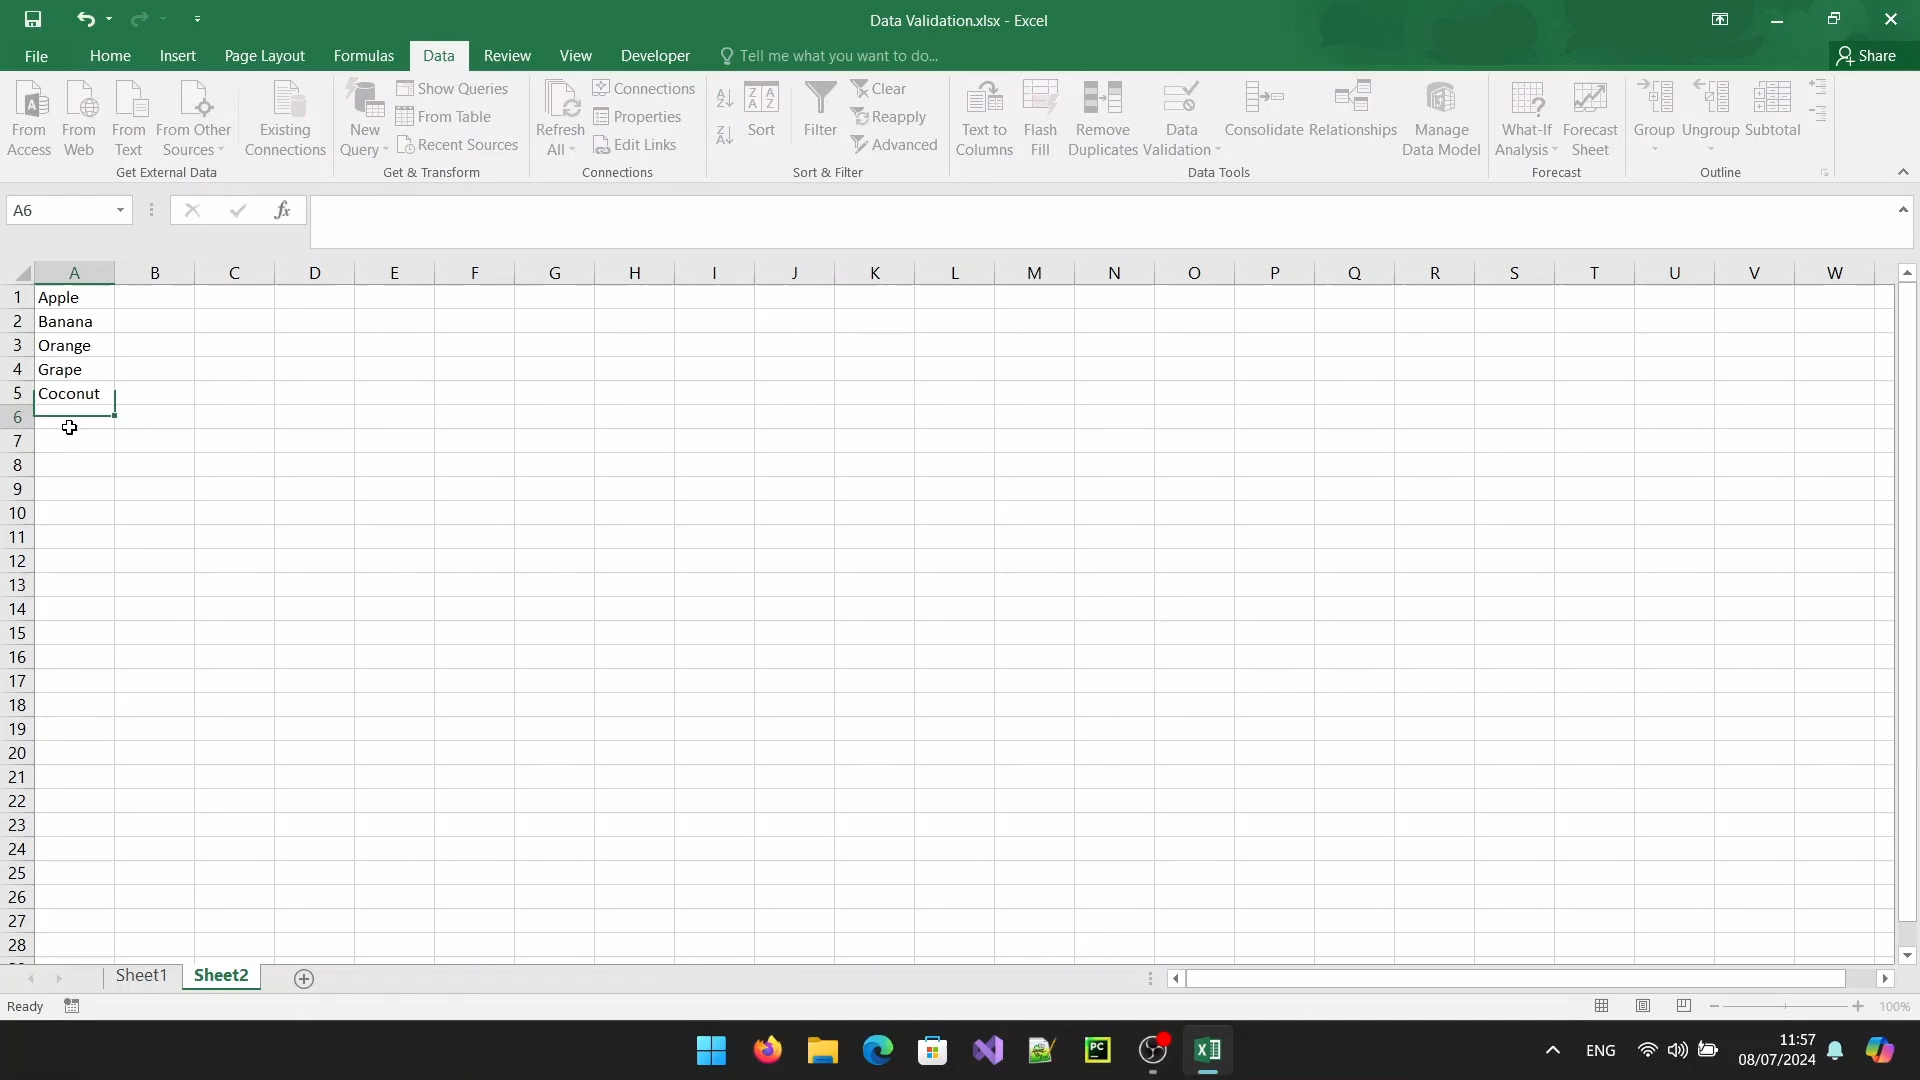 Data Validation.xlsx - Excel
File Home Insert Page Layout Formulas Data Review View Developer Tell me what you want to do... Share
From Access
From Web
From Text
From Other Sources
Existing Connections
Get External Data
New Query
Show Queries
From Table
Recent Sources
Get & Transform
Refresh All
Connections
Properties
Edit Links
Connections
Sort
Filter
Clear
Reapply
Advanced
Sort & Filter
Text to Columns
Flash Fill
Remove Duplicates
Data Validation
Consolidate
Relationships
Manage Data Model
Data Tools
What-If Analysis
Forecast Sheet
Forecast
Group
Ungroup
Subtotal
Outline
A6
fx
A B C D E F G H I J K L M N O P Q R S T U V W
1 Apple
2 Banana
3 Orange
4 Grape
5 Coconut
6
7
8
9
10
11
12
13
14
15
16
17
18
19
20
21
22
23
24
25
26
27
28
Sheet1 Sheet2
Ready
100%
PC
ENG
11:57
08/07/2024